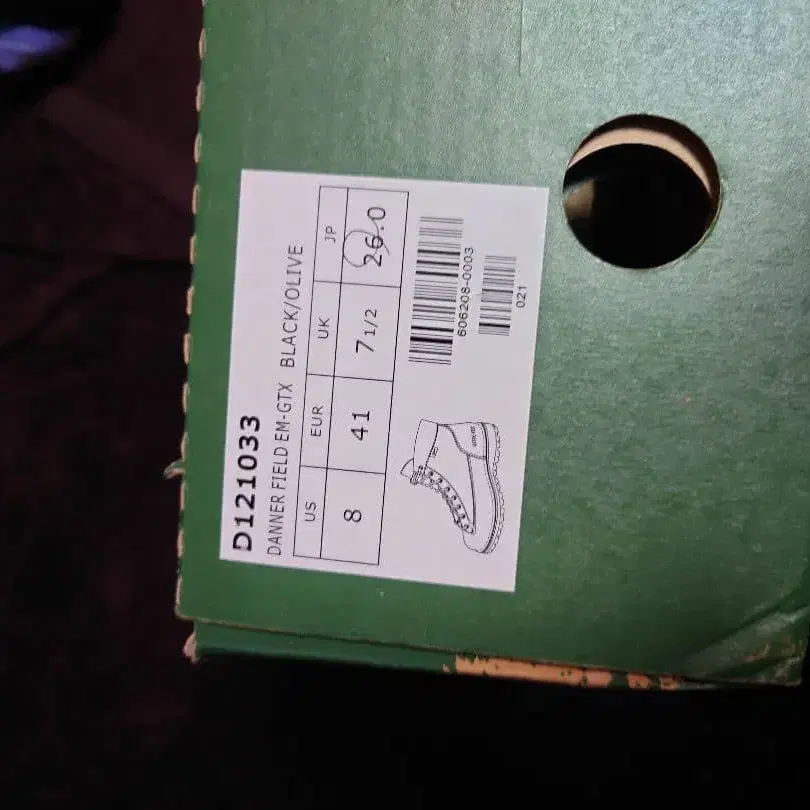 D121033
DANNER FIELD EM-GTX BLACK/OLIVE
US EUR UK JP
8 41 7 1/2 26.0
606208-0003
021